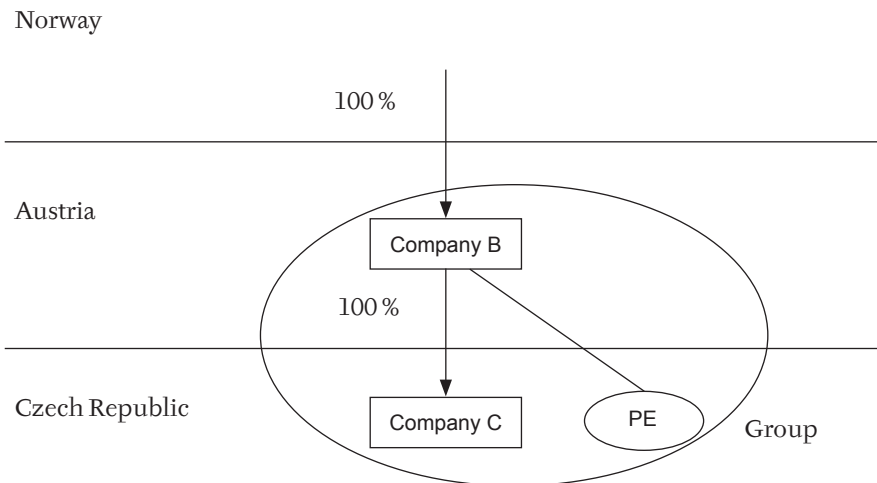 Norway
100 %
Austria
Company B
100 %
Czech Republic
Company C
PE
Group